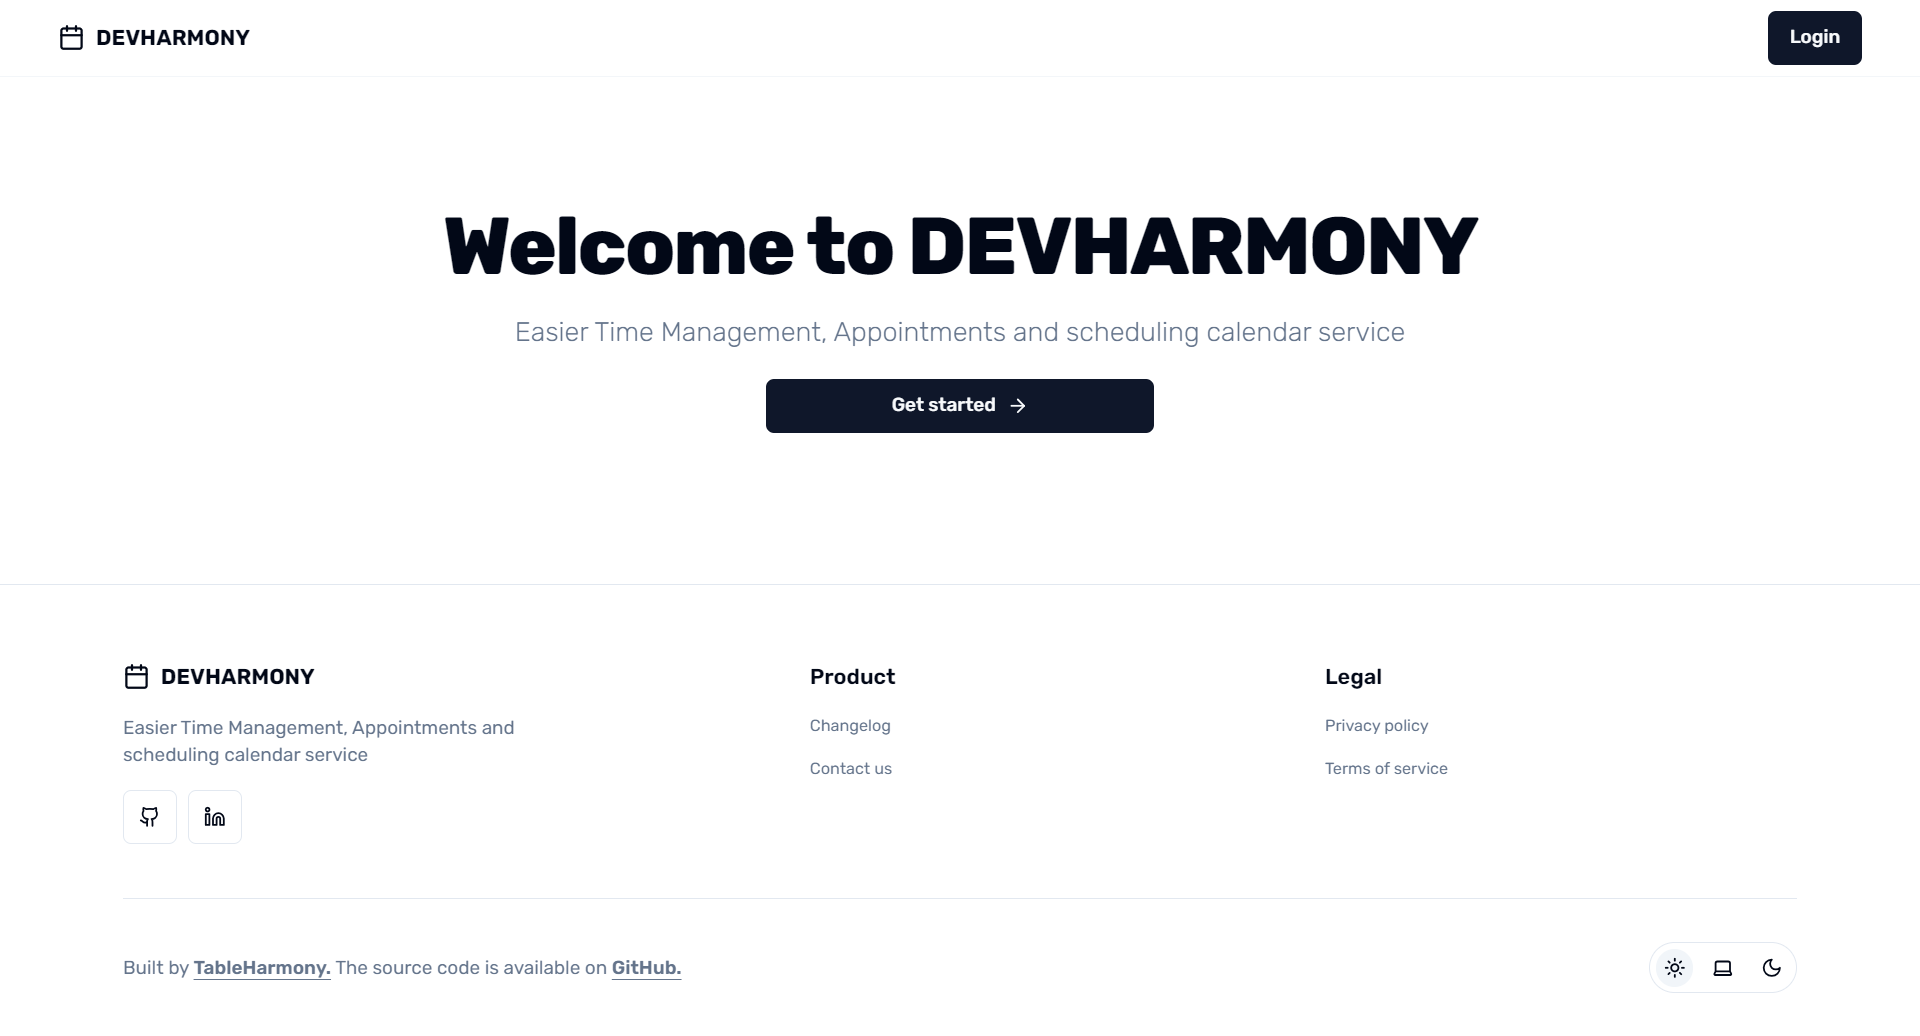 DEVHARMONY
Login
Welcome to DEVHARMONY
Easier Time Management, Appointments and scheduling calendar service
Get started
DEVHARMONY
Easier Time Management, Appointments and
scheduling calendar service
Product
Changelog
Contact us
Legal
Privacy policy
Terms of service
Built by TableHarmony. The source code is available on GitHub.